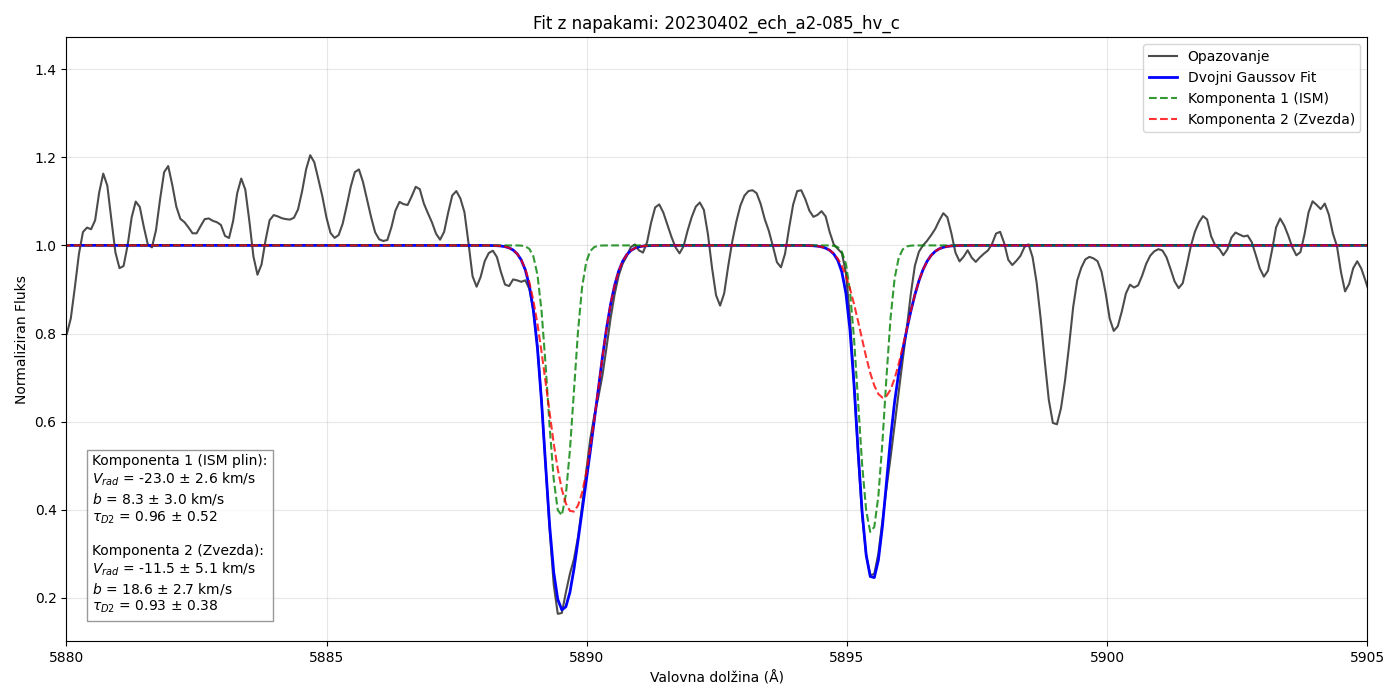 Fit z napakami: 20230402_ech_a2-085_hv_c
Normaliziran Fluks
1.4
1.2
1.0
0.8
0.6
0.4
0.2
Opazovanje
Dvojni Gaussov Fit
Komponenta 1 (ISM)
Komponenta 2 (Zvezda)
Komponenta 1 (ISM plin):
V_rad = -23.0 ± 2.6 km/s
b = 8.3 ± 3.0 km/s
τ_D2 = 0.96 ± 0.52
Komponenta 2 (Zvezda):
V_rad = -11.5 ± 5.1 km/s
b = 18.6 ± 2.7 km/s
τ_D2 = 0.93 ± 0.38
5880 5885 5890 5895 5900 5905
Valovna dolžina (Å)